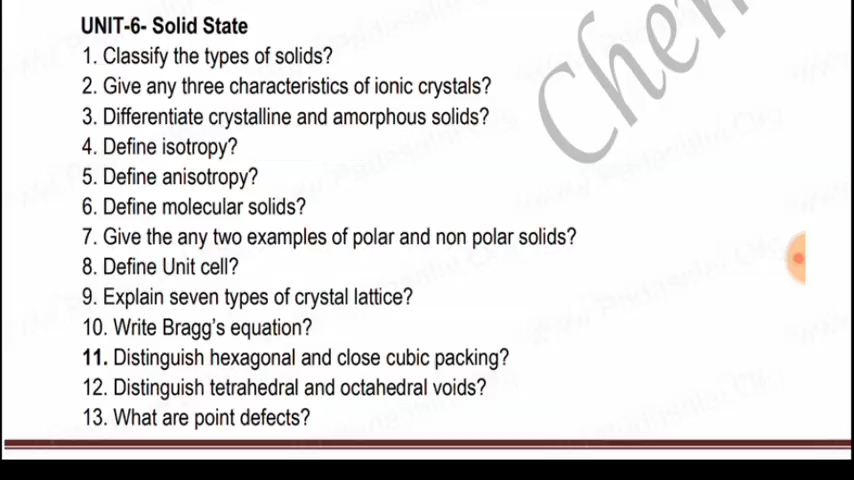 UNIT-6- Solid State
1. Classify the types of solids?
2. Give any three characteristics of ionic crystals?
3. Differentiate crystalline and amorphous solids?
4. Define isotropy?
5. Define anisotropy?
6. Define molecular solids?
7. Give the any two examples of polar and non polar solids?
8. Define Unit cell?
9. Explain seven types of crystal lattice?
10. Write Bragg's equation?
11. Distinguish hexagonal and close cubic packing?
12. Distinguish tetrahedral and octahedral voids?
13. What are point defects?